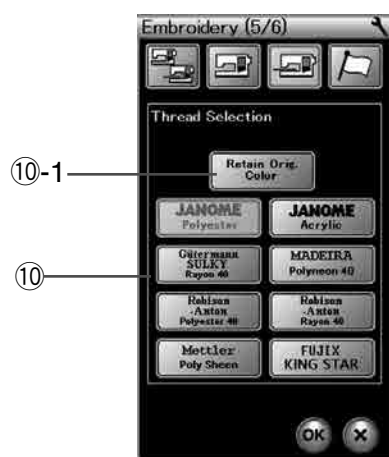 Embroidery (5/6)
Thread Selection
⑩-1
Retain Orig.
Color
JANOME
Polyester
JANOME
Acrylic
⑩
Gütermann
SULKY
Rayon 40
MADEIRA
Polyneon 40
Robison
-Anton
Polyester 40
Robison
-Anton
Rayon 40
Mettler
Poly Sheen
FUJIX
KING STAR
OK
X